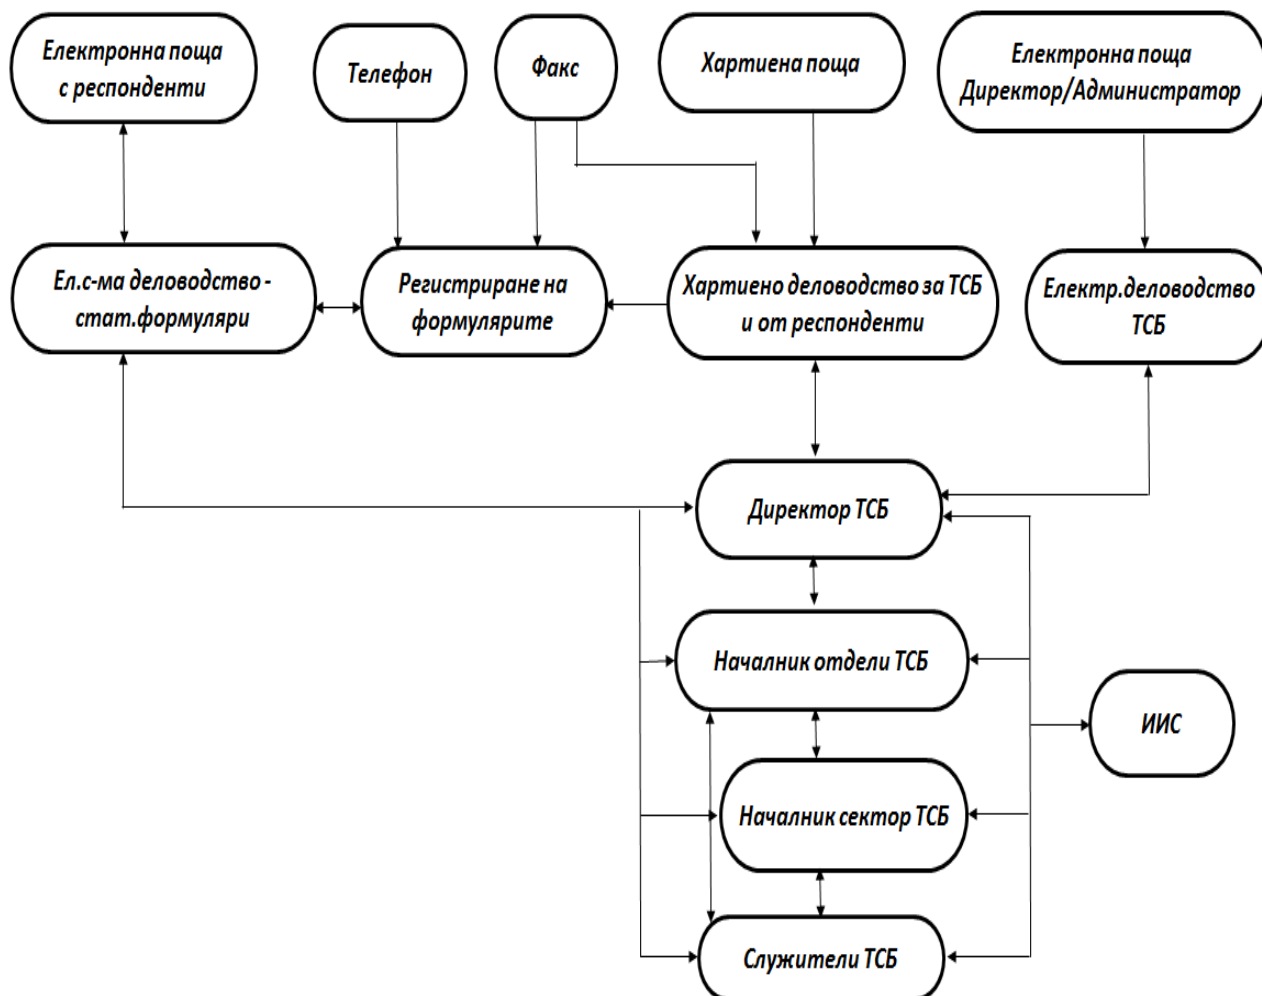 Електронна поща
с респонденти
Телефон
Факс
Хартиена поща
Електронна поща
Директор/Администратор
Ел.с-ма деловодство -
стат.формуляри
Регистриране на
формулярите
Хартиено деловодство за ТСБ
и от респонденти
Електр.деловодство
ТСБ
Директор ТСБ
Началник отдели ТСБ
ИИС
Началник сектор ТСБ
Служители ТСБ